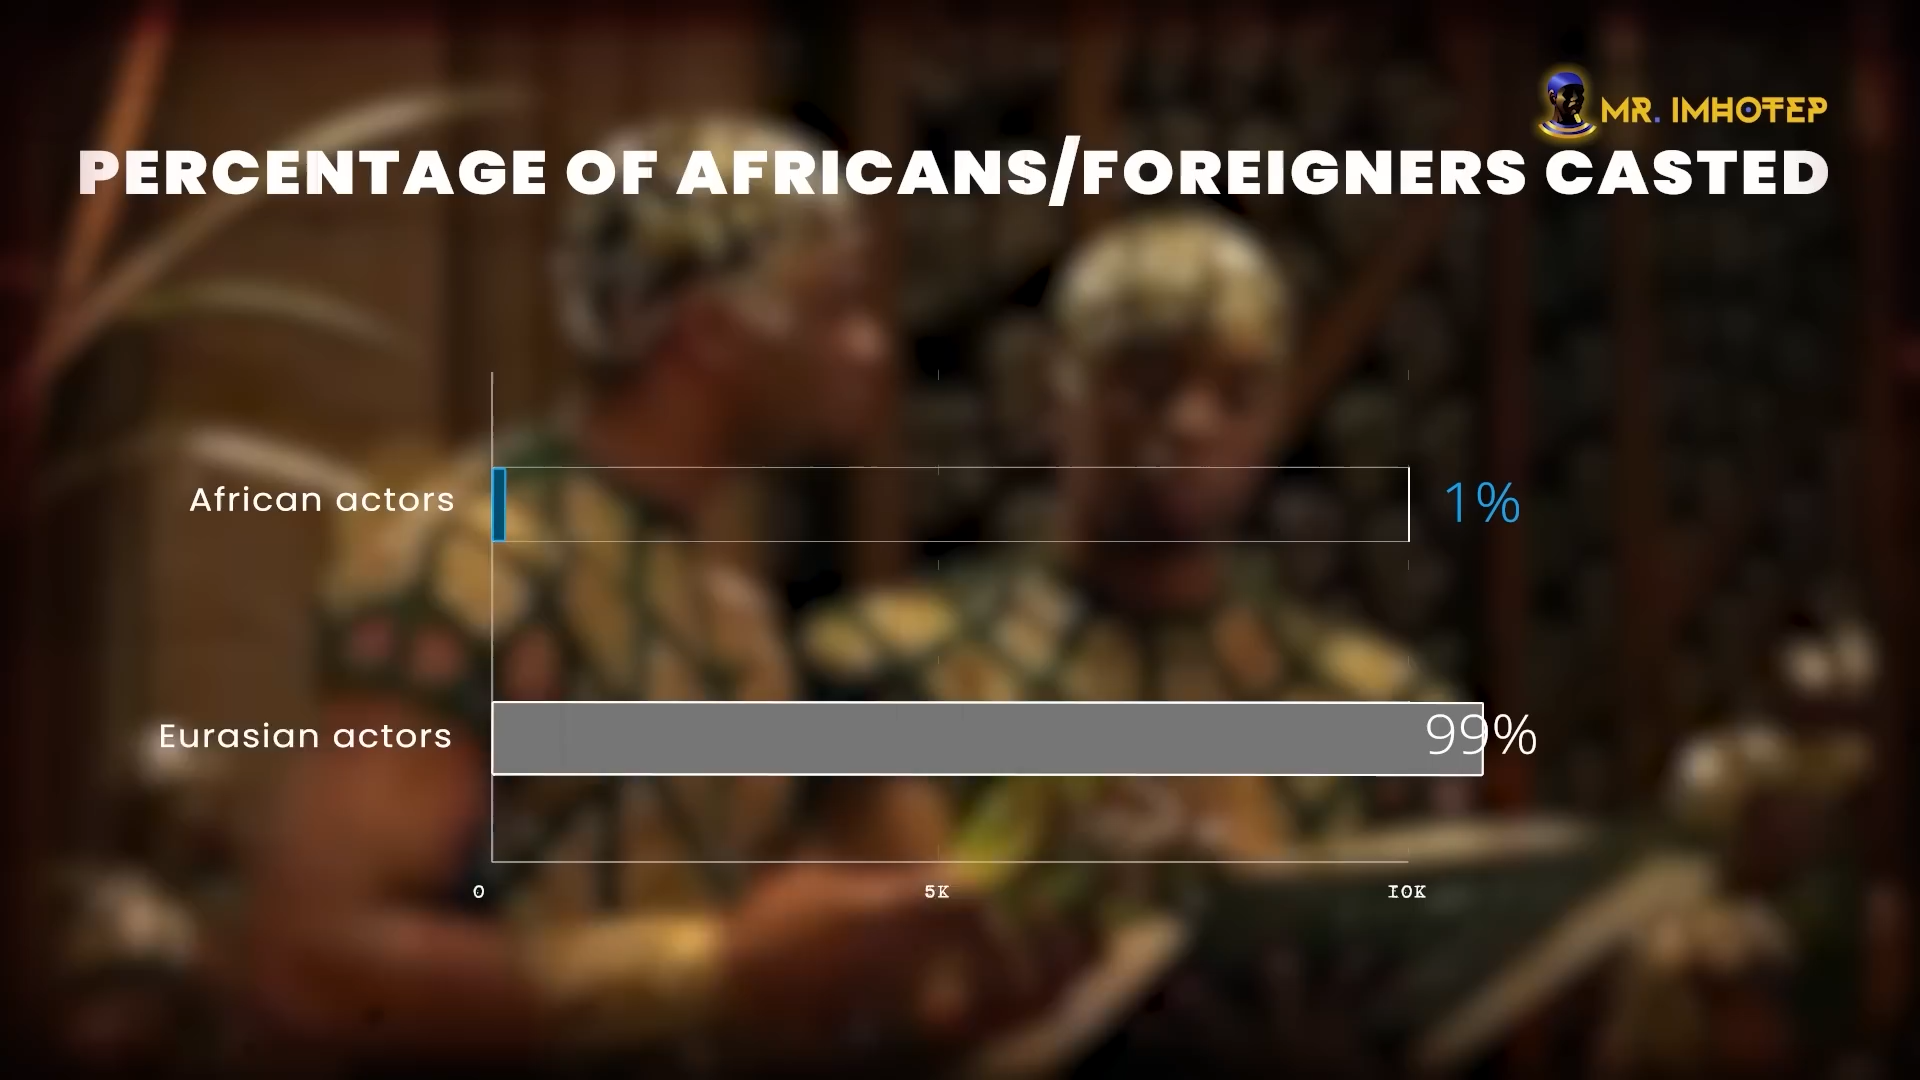 MR. IMHOTEP
PERCENTAGE OF AFRICANS/FOREIGNERS CASTED
African actors
1%
Eurasian actors
99%
0
5K
10K